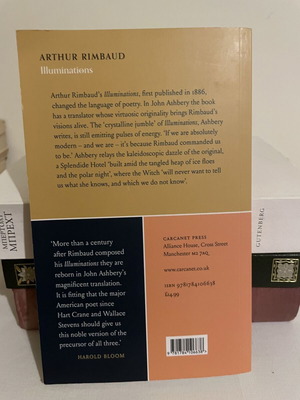 ARTHUR RIMBAUD
Illuminations
Arthur Rimbaud's Illuminations, first published in 1886,
changed the language of poetry. In John Ashbery the book
has a translator whose virtuosic originality brings Rimbaud's
visions alive. The 'crystalline jumble' of Illuminations, Ashbery
writes, is still emitting pulses of energy. 'If we are absolutely
modern – and we are – it's because Rimbaud commanded us
to be.' Ashbery relays the kaleidoscopic dazzle of the original,
a Splendide Hotel 'built amid the tangled heap of ice floes
and the polar night', where the Witch 'will never want to tell
us what she knows, and which we do not know'.
'More than a century
after Rimbaud composed
his Illuminations they are
reborn in John Ashbery's
magnificent translation.
It is fitting that the major
American poet since
Hart Crane and Wallace
Stevens should give us
this noble version of the
precursor of all three.'
HAROLD BLOOM
CARCANET PRESS
Alliance House, Cross Street
Manchester M2 7AQ
www.carcanet.co.uk
ISBN 9781784106638
£14.99
9 781784 106638
ΜΠΕΡΤΟΛΤ
ΜΠΡΕΧΤ
GUTENBERG